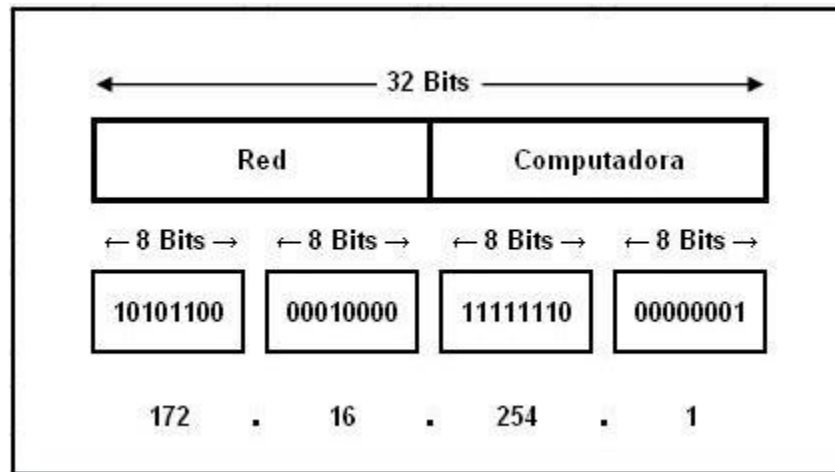 32 Bits
Red Computadora
← 8 Bits → ← 8 Bits → ← 8 Bits → ← 8 Bits →
10101100 00010000 11111110 00000001
172 . 16 . 254 . 1